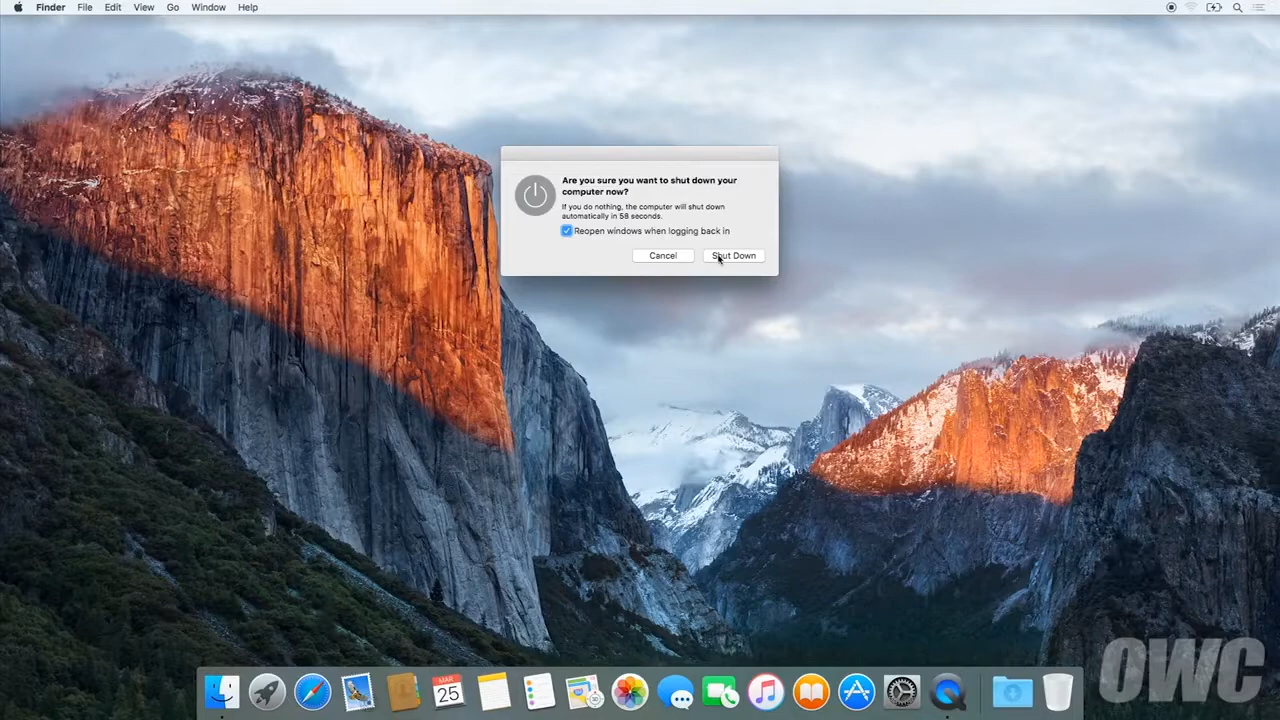 Finder File Edit View Go Window Help
Are you sure you want to shut down your
computer now?
If you do nothing, the computer will shut down
automatically in 58 seconds.
Reopen windows when logging back in
Cancel Shut Down
MAR
25
OWC